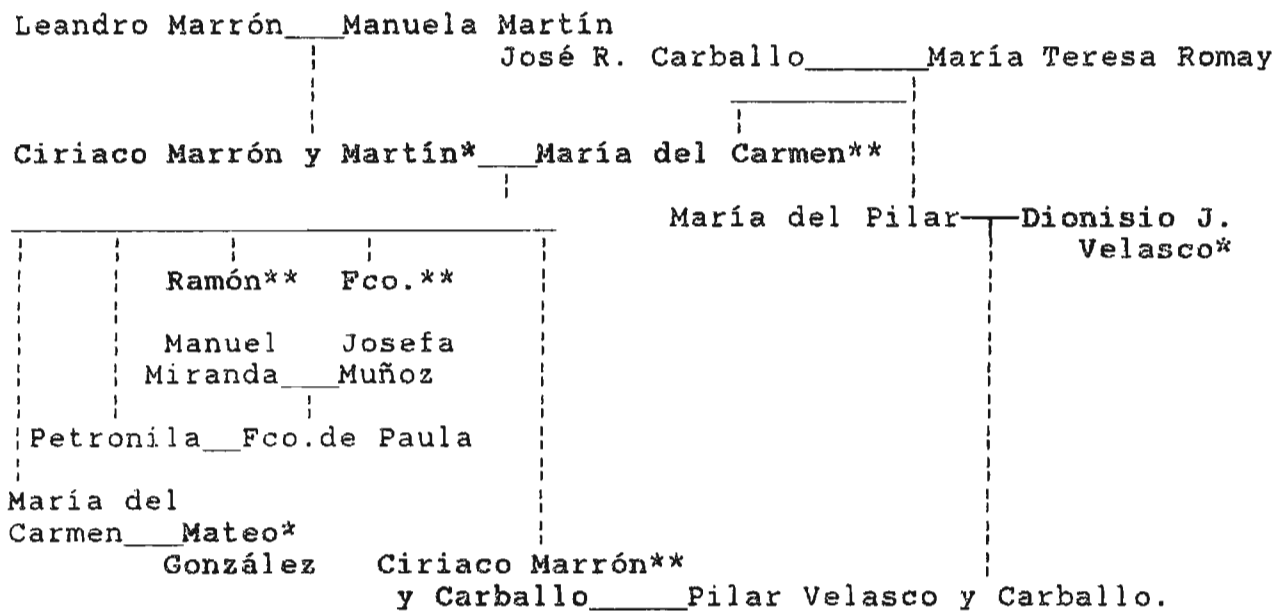 Leandro Marrón___Manuela Martín
José R. Carballo_______María Teresa Romay
Ciriaco Marrón y Martín*___María del Carmen**
María del Pilar——Dionisio J.
Velasco*
Ramón** Fco.**
Manuel Josefa
Miranda___Muñoz
Petronila__Fco.de Paula
María del
Carmen___Mateo*
González
Ciriaco Marrón**
y Carballo_____Pilar Velasco y Carballo.